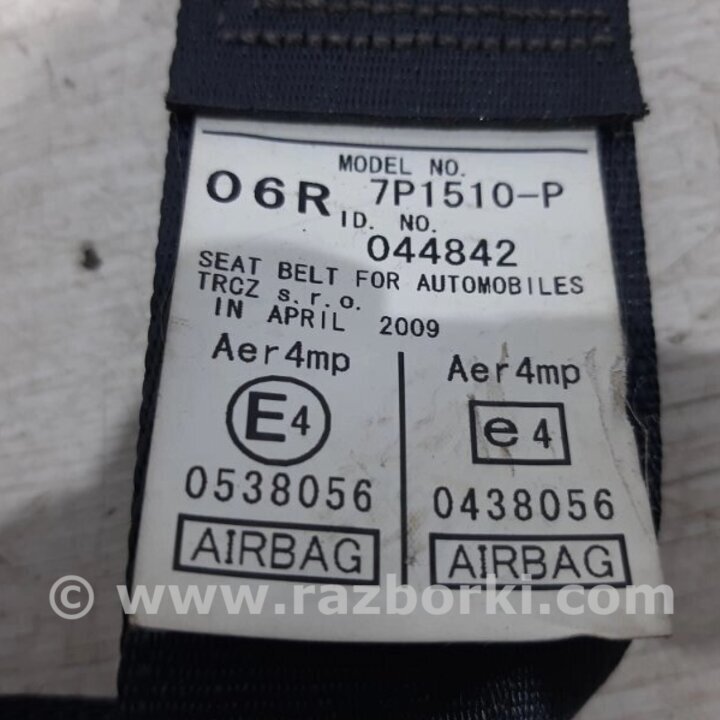 MODEL NO.
06R 7P1510-P
ID. NO.
044842
SEAT BELT FOR AUTOMOBILES
TRCZ s.r.o.
IN APRIL 2009
Aer4mp Aer4mp
E4 e4
0538056 0438056
AIRBAG AIRBAG
© www.razborki.com